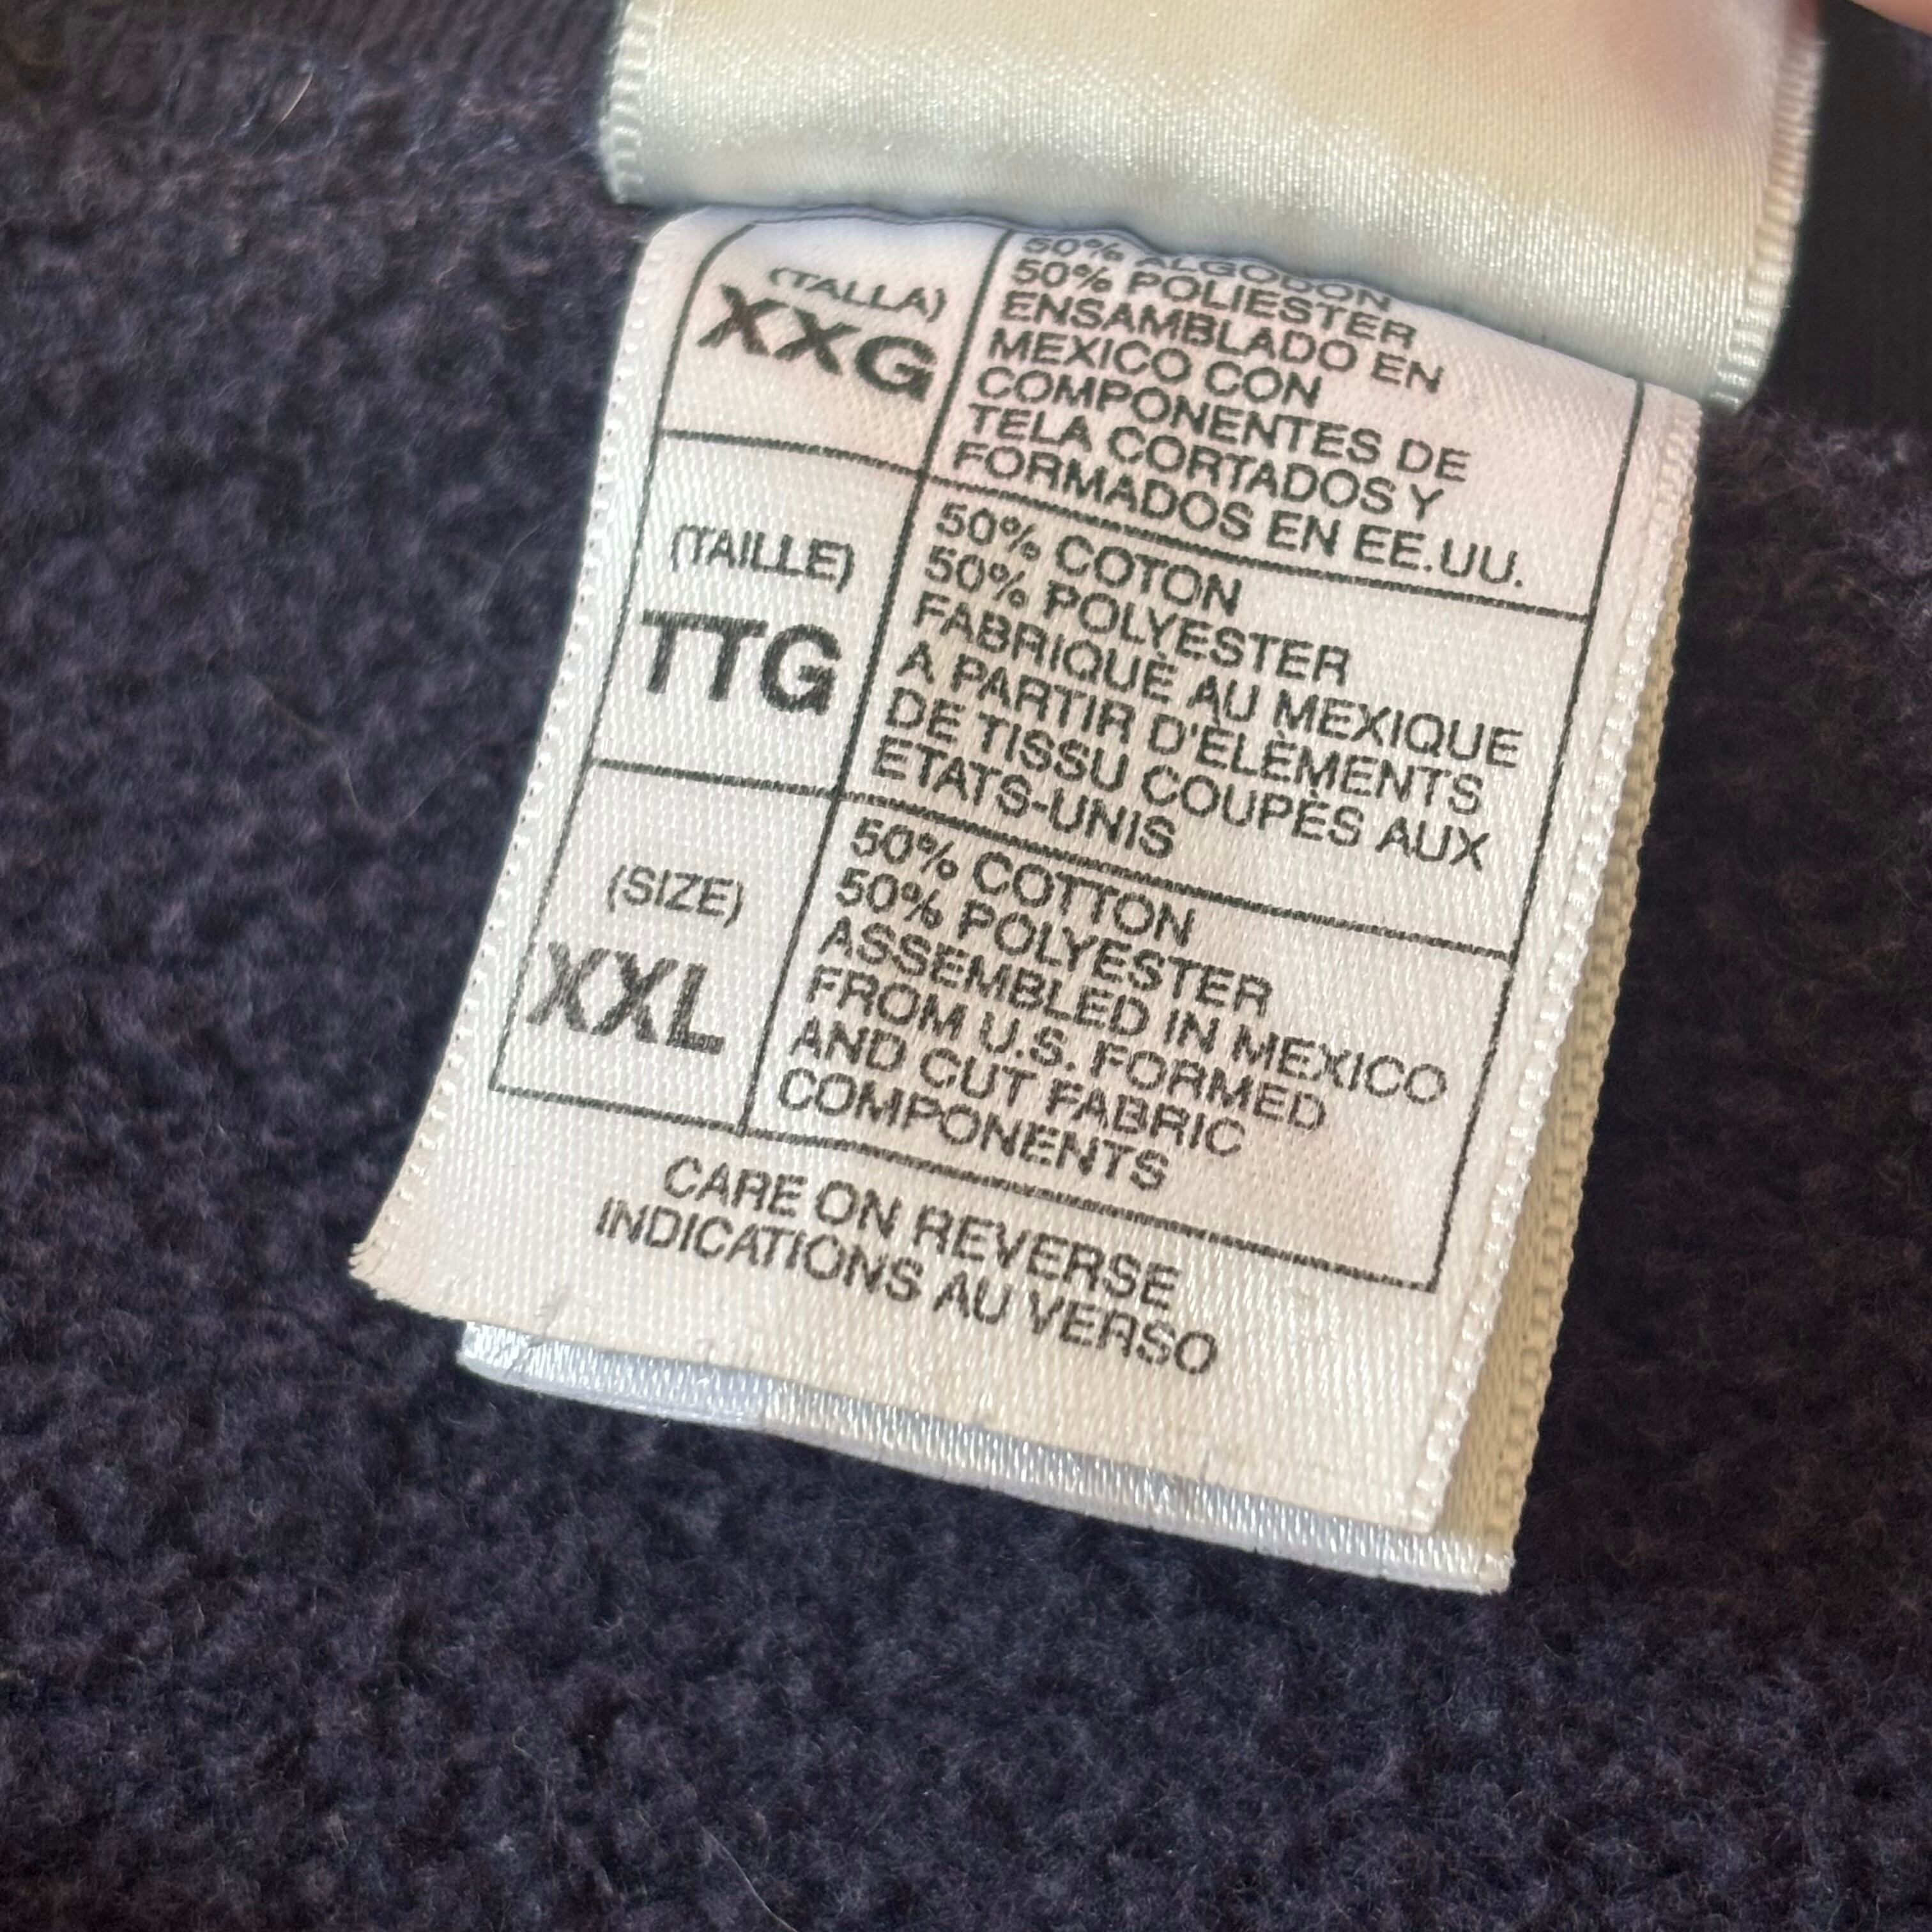 (TALLA)
XXG
50% ALGODON
50% POLIESTER
ENSAMBLADO EN
MEXICO CON
COMPONENTES DE
TELA CORTADOS Y
FORMADOS EN EE.UU.
(TAILLE)
TTG
50% COTON
50% POLYESTER
FABRIQUÉ AU MEXIQUE
A PARTIR D'ÉLÉMENTS
DE TISSU COUPÉS AUX
ETATS-UNIS
(SIZE)
XXL
50% COTTON
50% POLYESTER
ASSEMBLED IN MEXICO
FROM U.S. FORMED
AND CUT FABRIC
COMPONENTS
CARE ON REVERSE
INDICATIONS AU VERSO